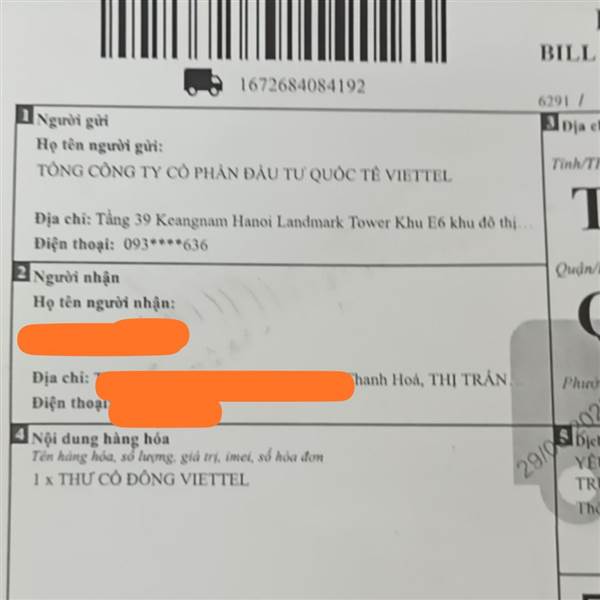 1672684084192
BILL
6291 /
1 Người gửi
Họ tên người gửi:
TỔNG CÔNG TY CỔ PHẦN ĐẦU TƯ QUỐC TẾ VIETTEL
Địa chỉ: Tầng 39 Keangnam Hanoi Landmark Tower Khu E6 khu đô thị...
Điện thoại: 093****636
2 Người nhận
Họ tên người nhận:
Địa chỉ: Thanh Hoá, THỊ TRẤN...
Điện thoại
4 Nội dung hàng hóa
Tên hàng hóa, số lượng, giá trị, imei, số hóa đơn
1 x THƯ CỔ ĐÔNG VIETTEL
3 Địa
Tỉnh/T
T
Quận/
Phườ
5 Dịc